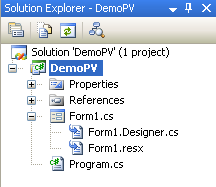 Solution Explorer - DemoPV
Solution 'DemoPV' (1 project)
DemoPV
Properties
References
Form1.cs
Form1.Designer.cs
Form1.resx
Program.cs